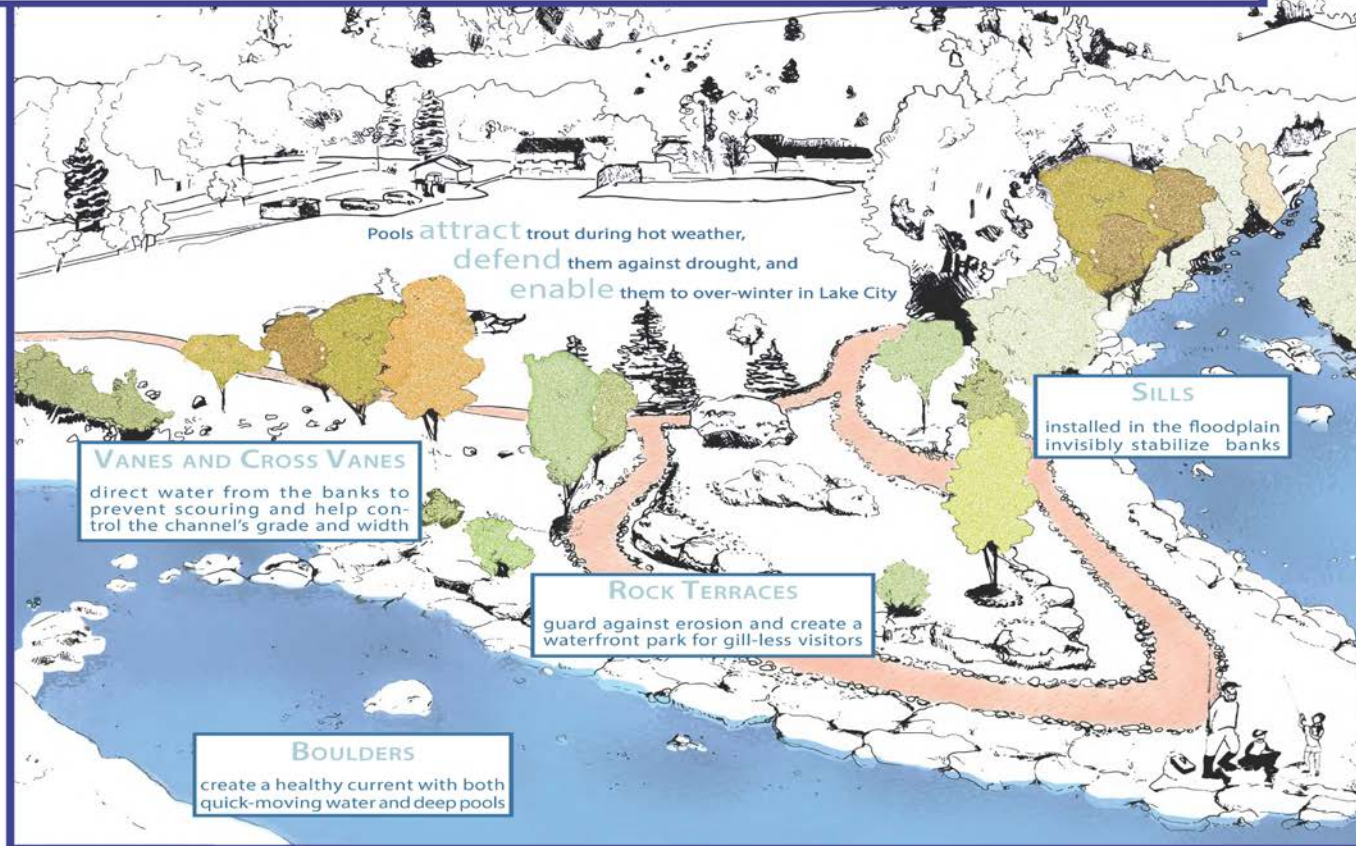 Pools attract trout during hot weather,
defend them against drought, and
enable them to over-winter in Lake City
SILLS
installed in the floodplain
invisibly stabilize banks
VANES AND CROSS VANES
direct water from the banks to
prevent scouring and help con-
trol the channel's grade and width
ROCK TERRACES
guard against erosion and create a
waterfront park for gill-less visitors
BOULDERS
create a healthy current with both
quick-moving water and deep pools